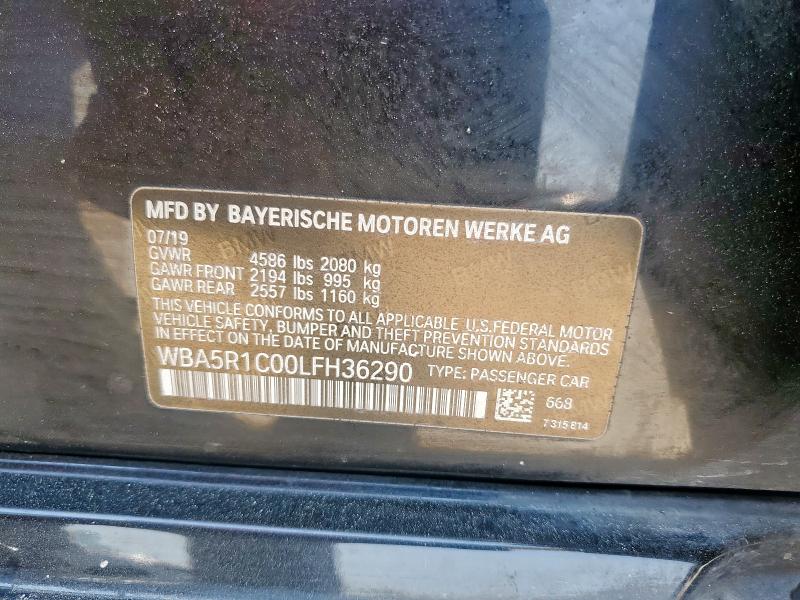 MFD BY BAYERISCHE MOTOREN WERKE AG
07/19
GVWR 4586 lbs 2080 kg
GAWR FRONT 2194 lbs 995 kg
GAWR REAR 2557 lbs 1160 kg
THIS VEHICLE CONFORMS TO ALL APPLICABLE U.S.FEDERAL MOTOR
VEHICLE SAFETY, BUMPER AND THEFT PREVENTION STANDARDS
IN EFFECT ON THE DATE OF MANUFACTURE SHOWN ABOVE.
WBA5R1C00LFH36290 TYPE: PASSENGER CAR
668
7 315 814